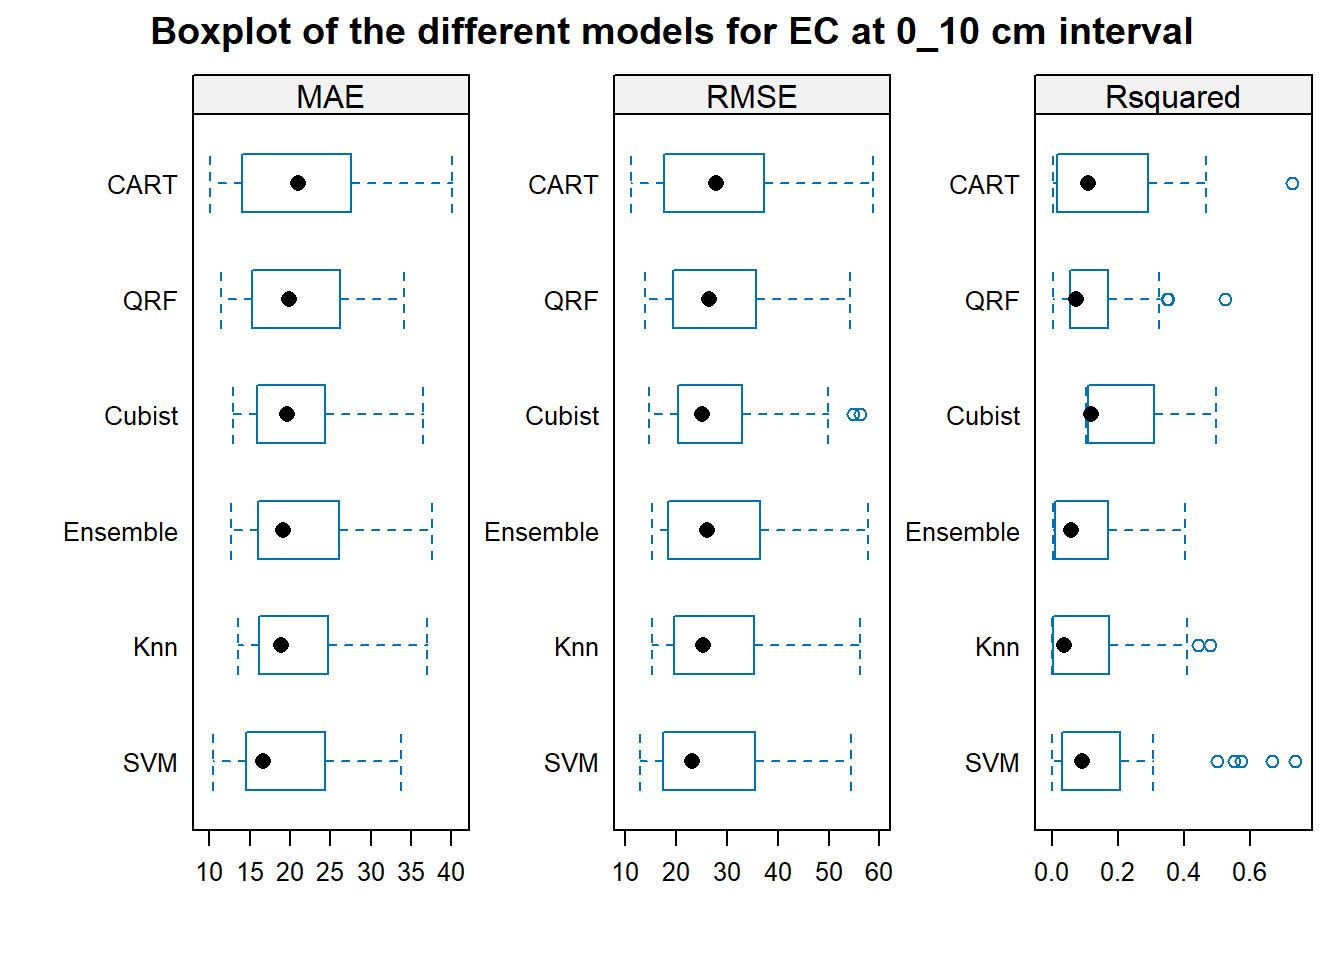 Boxplot of the different models for EC at 0_10 cm interval
MAE RMSE Rsquared
CART CART CART
QRF QRF QRF
Cubist Cubist Cubist
Ensemble Ensemble Ensemble
Knn Knn Knn
SVM SVM SVM
10 15 20 25 30 35 40 10 20 30 40 50 60 0.0 0.2 0.4 0.6